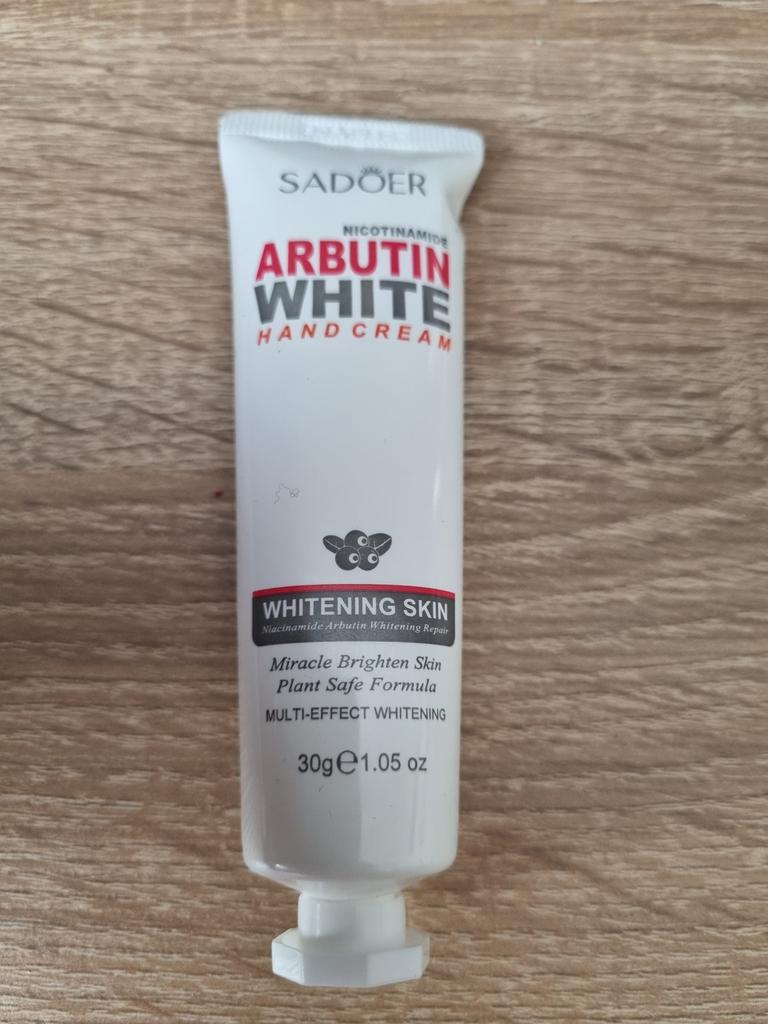 SADOER
NICOTINAMIDE
ARBUTIN
WHITE
HAND CREAM
WHITENING SKIN
Niacinamide Arbutin Whitening Repair
Miracle Brighten Skin
Plant Safe Formula
MULTI-EFFECT WHITENING
30g℮1.05 oz